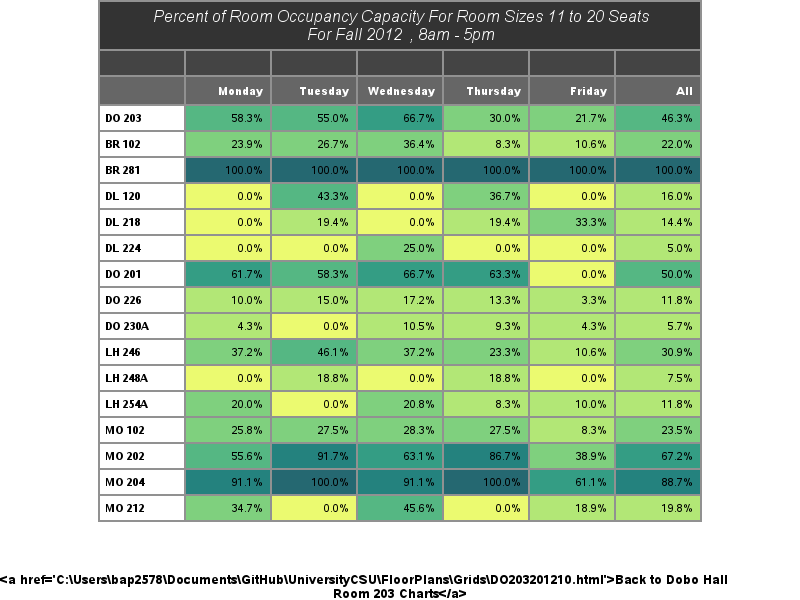 Percent of Room Occupancy Capacity For Room Sizes 11 to 20 Seats
For Fall 2012 , 8am - 5pm
Monday Tuesday Wednesday Thursday Friday All
DO 203 58.3% 55.0% 66.7% 30.0% 21.7% 46.3%
BR 102 23.9% 26.7% 36.4% 8.3% 10.6% 22.0%
BR 281 100.0% 100.0% 100.0% 100.0% 100.0% 100.0%
DL 120 0.0% 43.3% 0.0% 36.7% 0.0% 16.0%
DL 218 0.0% 19.4% 0.0% 19.4% 33.3% 14.4%
DL 224 0.0% 0.0% 25.0% 0.0% 0.0% 5.0%
DO 201 61.7% 58.3% 66.7% 63.3% 0.0% 50.0%
DO 226 10.0% 15.0% 17.2% 13.3% 3.3% 11.8%
DO 230A 4.3% 0.0% 10.5% 9.3% 4.3% 5.7%
LH 246 37.2% 46.1% 37.2% 23.3% 10.6% 30.9%
LH 248A 0.0% 18.8% 0.0% 18.8% 0.0% 7.5%
LH 254A 20.0% 0.0% 20.8% 8.3% 10.0% 11.8%
MO 102 25.8% 27.5% 28.3% 27.5% 8.3% 23.5%
MO 202 55.6% 91.7% 63.1% 86.7% 38.9% 67.2%
MO 204 91.1% 100.0% 91.1% 100.0% 61.1% 88.7%
MO 212 34.7% 0.0% 45.6% 0.0% 18.9% 19.8%
<a href='C:\Users\bap2578\Documents\GitHub\UniversityCSU\FloorPlans\Grids\DO203201210.html'>Back to Dobo Hall
Room 203 Charts</a>